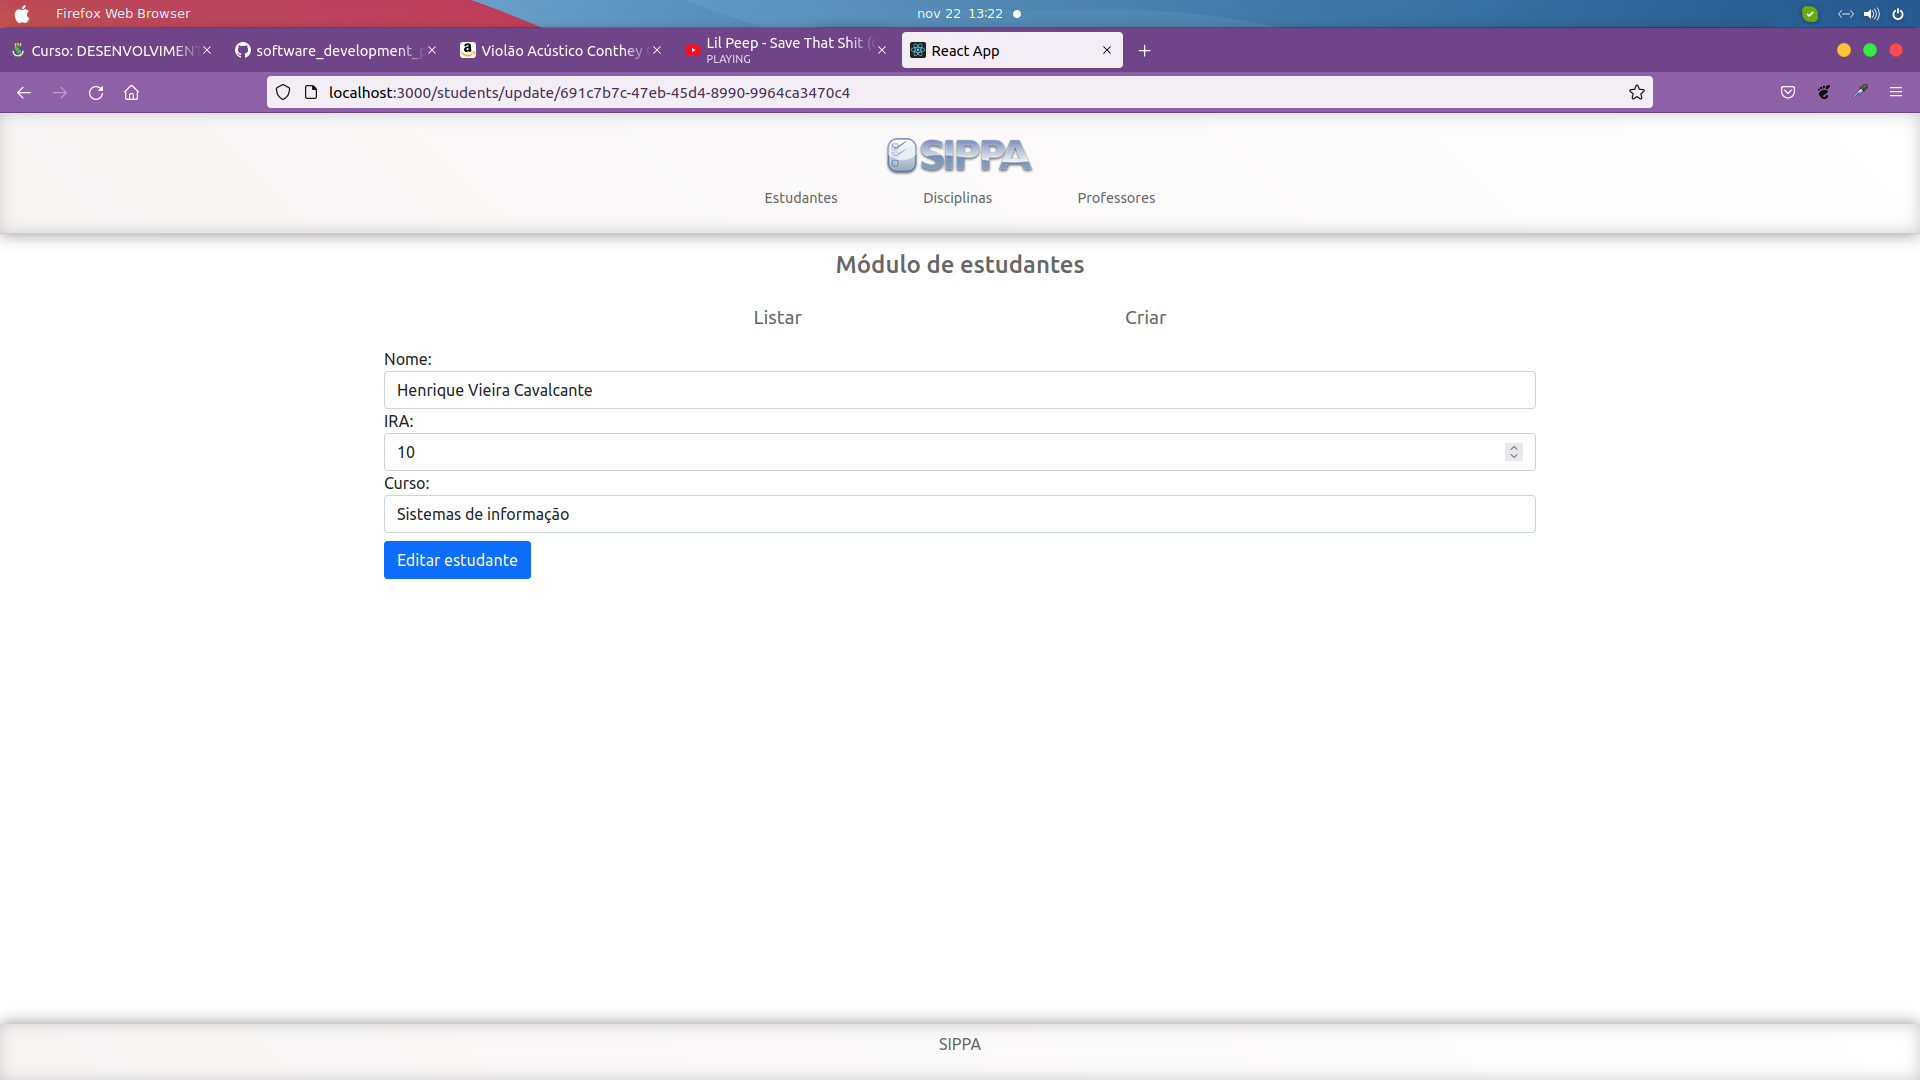 Firefox Web Browser
nov 22 13:22
Curso: DESENVOLVIMEN
software_development_
Violão Acústico Conthey
Lil Peep - Save That Shit
PLAYING
React App
localhost:3000/students/update/691c7b7c-47eb-45d4-8990-9964ca3470c4
SIPPA
Estudantes
Disciplinas
Professores
Módulo de estudantes
Listar
Criar
Nome:
Henrique Vieira Cavalcante
IRA:
10
Curso:
Sistemas de informação
Editar estudante
SIPPA